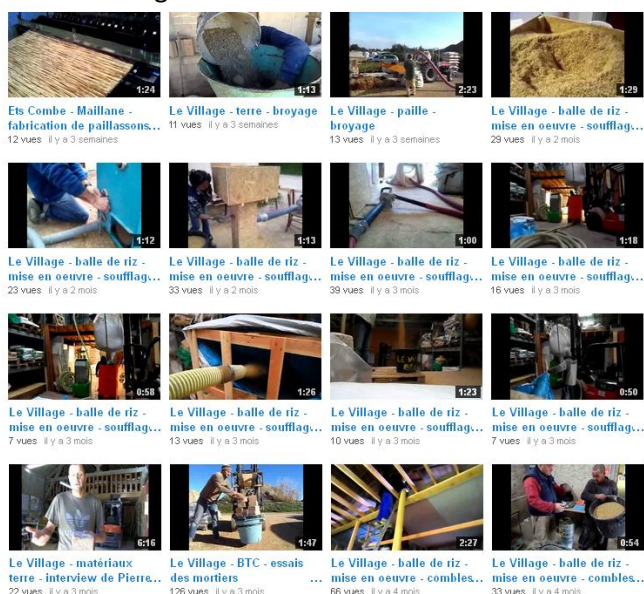 1:24
1:13
2:23
1:29
Ets Combe - Maillane - fabrication de paillassons...
12 vues il y a 3 semaines
Le Village - terre - broyage
11 vues il y a 3 semaines
Le Village - paille - broyage
13 vues il y a 3 semaines
Le Village - balle de riz - mise en oeuvre - soufflag...
29 vues il y a 2 mois
1:12
1:13
1:00
1:18
Le Village - balle de riz - mise en oeuvre - soufflag...
23 vues il y a 2 mois
Le Village - balle de riz - mise en oeuvre - soufflag...
33 vues il y a 2 mois
Le Village - balle de riz - mise en oeuvre - soufflag...
39 vues il y a 3 mois
Le Village - balle de riz - mise en oeuvre - soufflag...
16 vues il y a 3 mois
0:58
1:26
1:23
0:50
Le Village - balle de riz - mise en oeuvre - soufflag...
7 vues il y a 3 mois
Le Village - balle de riz - mise en oeuvre - soufflag...
13 vues il y a 3 mois
Le Village - balle de riz - mise en oeuvre - soufflag...
10 vues il y a 3 mois
Le Village - balle de riz - mise en oeuvre - soufflag...
7 vues il y a 3 mois
6:16
1:47
2:27
0:54
Le Village - matériaux terre - interview de Pierre...
22 vues il y a 3 mois
Le Village - BTC - essais des mortiers ...
126 vues il y a 3 mois
Le Village - balle de riz - mise en oeuvre - combles...
66 vues il y a 4 mois
Le Village - balle de riz - mise en oeuvre - combles...
33 vues il y a 4 mois